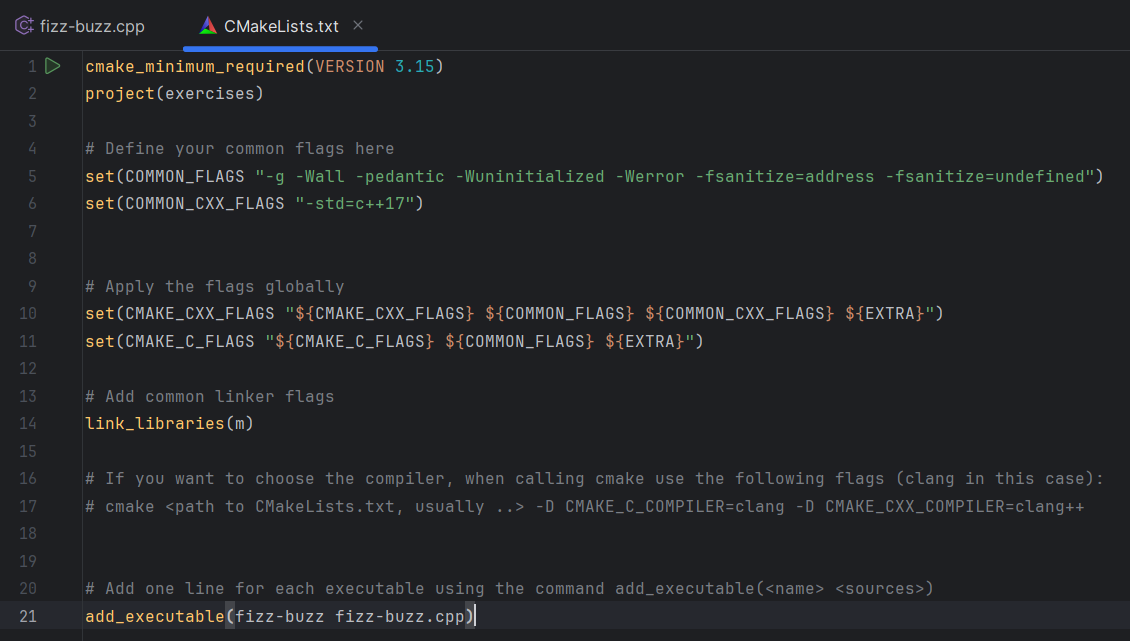 fizz-buzz.cpp CMakeLists.txt
1 cmake_minimum_required(VERSION 3.15)
2 project(exercises)
3
4 # Define your common flags here
5 set(COMMON_FLAGS "-g -Wall -pedantic -Wuninitialized -Werror -fsanitize=address -fsanitize=undefined")
6 set(COMMON_CXX_FLAGS "-std=c++17")
7
8
9 # Apply the flags globally
10 set(CMAKE_CXX_FLAGS "${CMAKE_CXX_FLAGS} ${COMMON_FLAGS} ${COMMON_CXX_FLAGS} ${EXTRA}")
11 set(CMAKE_C_FLAGS "${CMAKE_C_FLAGS} ${COMMON_FLAGS} ${EXTRA}")
12
13 # Add common linker flags
14 link_libraries(m)
15
16 # If you want to choose the compiler, when calling cmake use the following flags (clang in this case):
17 # cmake <path to CMakeLists.txt, usually ..> -D CMAKE_C_COMPILER=clang -D CMAKE_CXX_COMPILER=clang++
18
19
20 # Add one line for each executable using the command add_executable(<name> <sources>)
21 add_executable(fizz-buzz fizz-buzz.cpp)